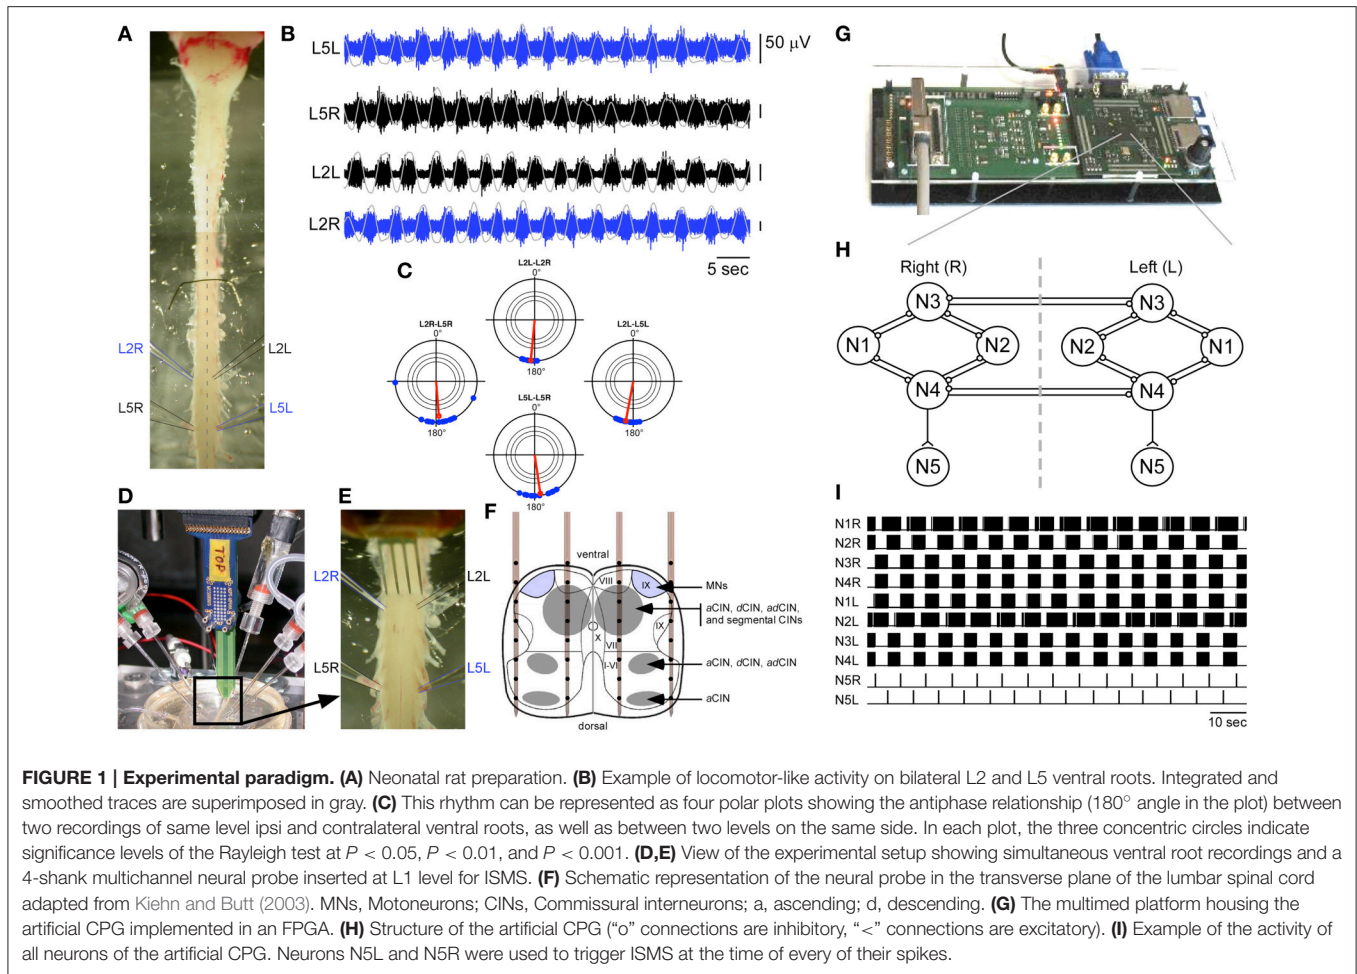 A
L2R
L2L
L5R
L5L
B
L5L
50 µV
L5R
L2L
L2R
5 sec
C
L2L-L2R
0°
180°
L2R-L5R
0°
180°
L2L-L5L
0°
180°
L5L-L5R
0°
180°
D
TOP
E
L2R
L2L
L5R
L5L
F
ventral
VIII
IX
MNs
aCIN, dCIN, adCIN,
and segmental CINs
IX
X
VII
I-VI
aCIN, dCIN, adCIN
aCIN
dorsal
G
H
Right (R)
Left (L)
N3
N3
N1
N2
N2
N1
N4
N4
N5
N5
I
N1R
N2R
N3R
N4R
N1L
N2L
N3L
N4L
N5R
N5L
10 sec
FIGURE 1 | Experimental paradigm. (A) Neonatal rat preparation. (B) Example of locomotor-like activity on bilateral L2 and L5 ventral roots. Integrated and
smoothed traces are superimposed in gray. (C) This rhythm can be represented as four polar plots showing the antiphase relationship (180° angle in the plot) between
two recordings of same level ipsi and contralateral ventral roots, as well as between two levels on the same side. In each plot, the three concentric circles indicate
significance levels of the Rayleigh test at P < 0.05, P < 0.01, and P < 0.001. (D,E) View of the experimental setup showing simultaneous ventral root recordings and a
4-shank multichannel neural probe inserted at L1 level for ISMS. (F) Schematic representation of the neural probe in the transverse plane of the lumbar spinal cord
adapted from Kiehn and Butt (2003). MNs, Motoneurons; CINs, Commissural interneurons; a, ascending; d, descending. (G) The multimed platform housing the
artificial CPG implemented in an FPGA. (H) Structure of the artificial CPG (“o” connections are inhibitory, “<” connections are excitatory). (I) Example of the activity of
all neurons of the artificial CPG. Neurons N5L and N5R were used to trigger ISMS at the time of every of their spikes.